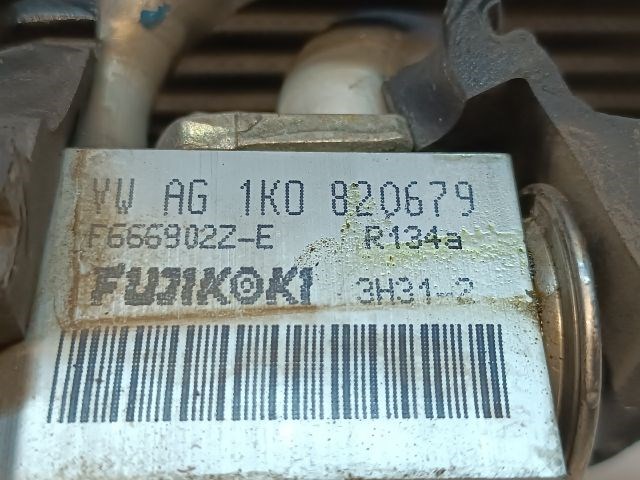 VW AG 1K0 820679
F666902Z-E R134a
FUJIKOKI 3H31-2